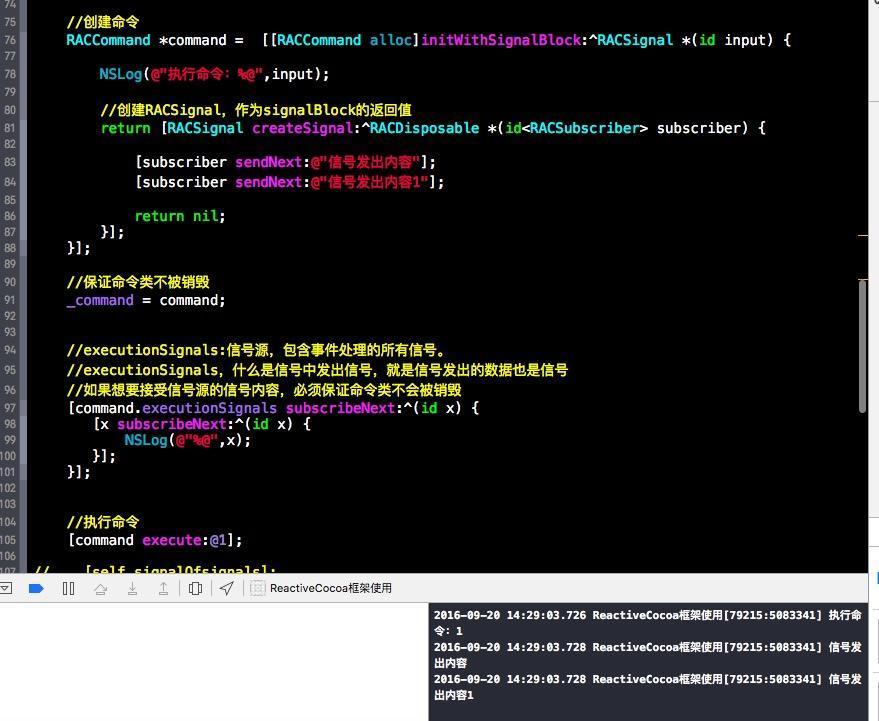 74
75 //创建命令
76 RACCommand *command =  [[RACCommand alloc]initWithSignalBlock:^RACSignal *(id input) {
77
78 NSLog(@"执行命令：%@",input);
79
80 //创建RACSignal，作为signalBlock的返回值
81 return [RACSignal createSignal:^RACDisposable *(id<RACSubscriber> subscriber) {
82
83 [subscriber sendNext:@"信号发出内容"];
84 [subscriber sendNext:@"信号发出内容1"];
85
86 return nil;
87 }];
88 }];
89
90 //保证命令类不被销毁
91 _command = command;
92
93
94 //executionSignals:信号源，包含事件处理的所有信号。
95 //executionSignals，什么是信号中发出信号，就是信号发出的数据也是信号
96 //如果想要接受信号源的信号内容，必须保证命令类不会被销毁
97 [command.executionSignals subscribeNext:^(id x) {
98 [x subscribeNext:^(id x) {
99 NSLog(@"%@",x);
100 }];
101 }];
102
103
104 //执行命令
105 [command execute:@1];
106
107 // [self signalOfsignals];
ReactiveCocoa框架使用
2016-09-20 14:29:03.726 ReactiveCocoa框架使用[79215:5083341] 执行命
令：1
2016-09-20 14:29:03.728 ReactiveCocoa框架使用[79215:5083341] 信号发
出内容
2016-09-20 14:29:03.728 ReactiveCocoa框架使用[79215:5083341] 信号发
出内容1